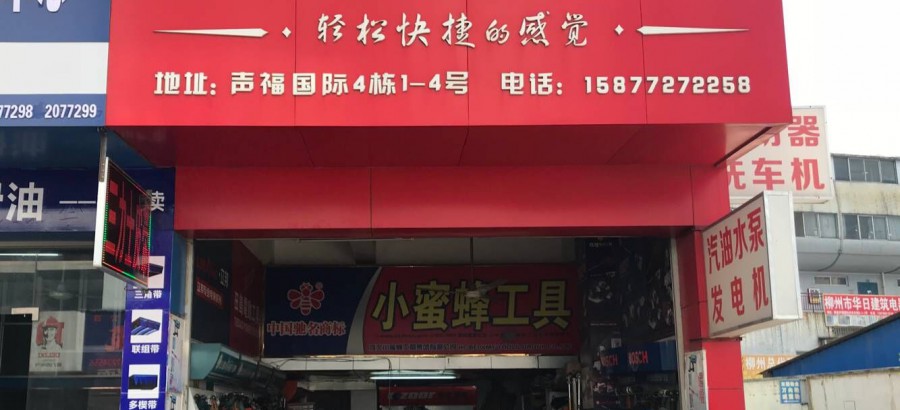 轻松快捷的感觉
地址：声福国际4栋1-4号 电话：15877272258
77298 2077299
滑油
三角带
联组带
多楔带
中国驰名商标
小蜜蜂工具
洗车机
汽油水泵
发电机
柳州市华日建筑电